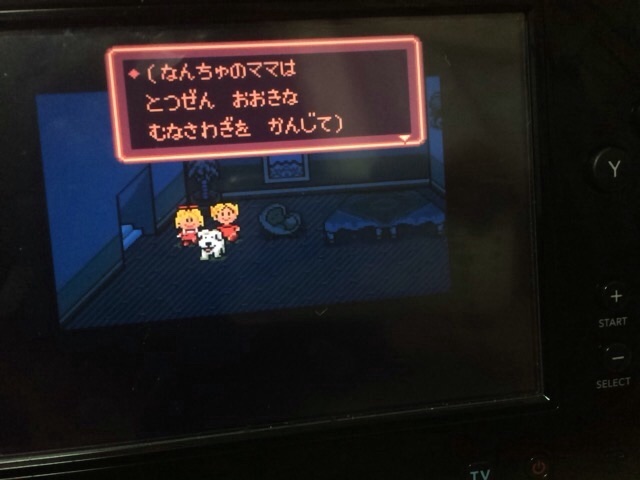 ◆(なんちゅのママは
とつぜん おおきな
むなさわぎを かんじて)
Y
+
START
−
SELECT
TV